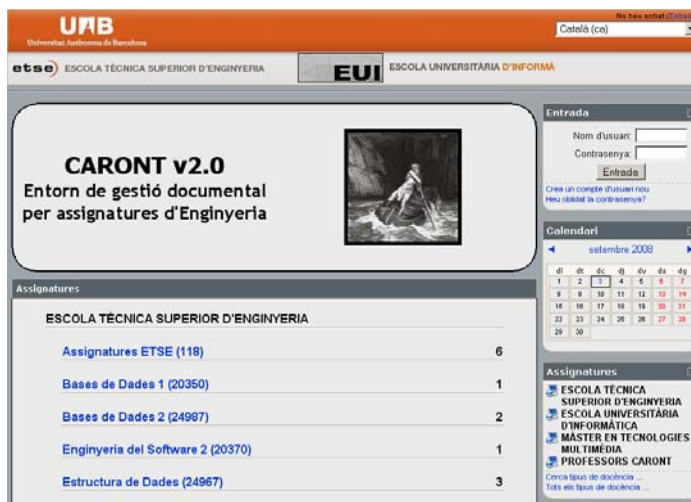 No heu entrat (Entra
UAB
Universitat Autònoma de Barcelona
Català (ca)
etse) ESCOLA TÈCNICA SUPERIOR D'ENGINYERIA
EUI ESCOLA UNIVERSITÀRIA D'INFORMÀ
CARONT v2.0
Entorn de gestió documental
per assignatures d'Enginyeria
Assignatures
ESCOLA TÈCNICA SUPERIOR D'ENGINYERIA
Assignatures ETSE (118) 6
Bases de Dades 1 (20350) 1
Bases de Dades 2 (24987) 2
Enginyeria del Software 2 (20370) 1
Estructura de Dades (24967) 3
Entrada
Nom d'usuari:
Contrasenya:
Entrada
Crea un compte d'usuari nou
Heu oblidat la contrasenya?
Calendari
setembre 2008
dl dt dc dj dv ds dg
1 2 3 4 5 6 7
8 9 10 11 12 13 14
15 16 17 18 19 20 21
22 23 24 25 26 27 28
29 30
Assignatures
ESCOLA TÈCNICA
SUPERIOR D'ENGINYERIA
ESCOLA UNIVERSITÀRIA
D'INFORMÀTICA
MÀSTER EN TECNOLOGIES
MULTIMÈDIA
PROFESSORS CARONT
Cerca tipus de docència ...
Tots els tipus de docència ...